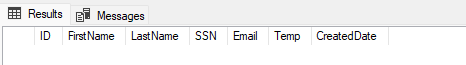 Results Messages
ID FirstName LastName SSN Email Temp CreatedDate